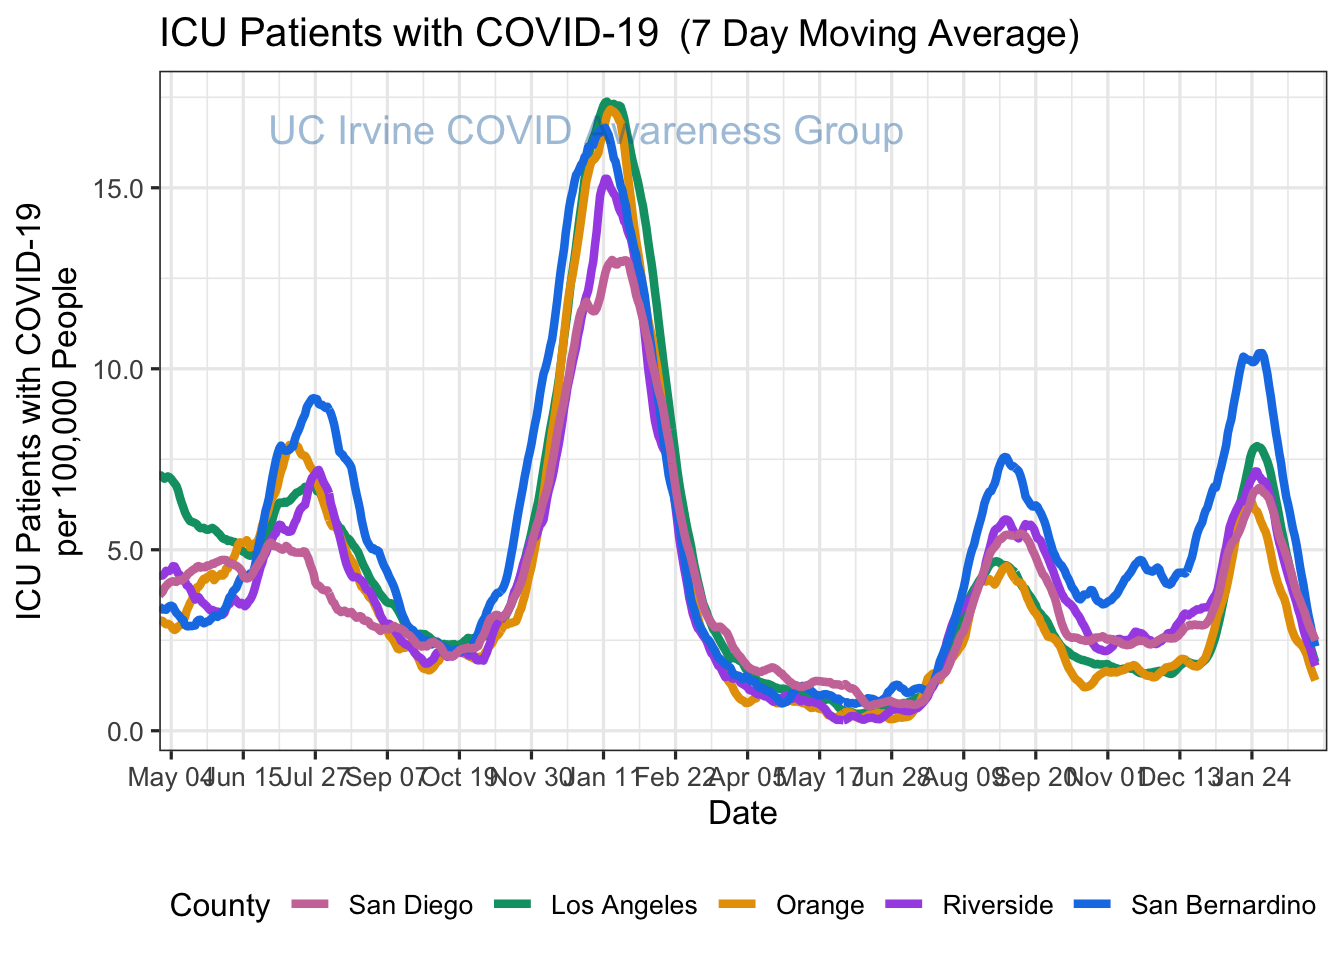 ICU Patients with COVID-19 (7 Day Moving Average)
UC Irvine COVID Awareness Group
ICU Patients with COVID-19
per 100,000 People
15.0
10.0
5.0
0.0
May 04 Jun 15 Jul 27 Sep 07 Oct 19 Nov 30 Jan 11 Feb 22 Apr 05 May 17 Jun 28 Aug 09 Sep 20 Nov 01 Dec 13 Jan 24
Date
County San Diego Los Angeles Orange Riverside San Bernardino